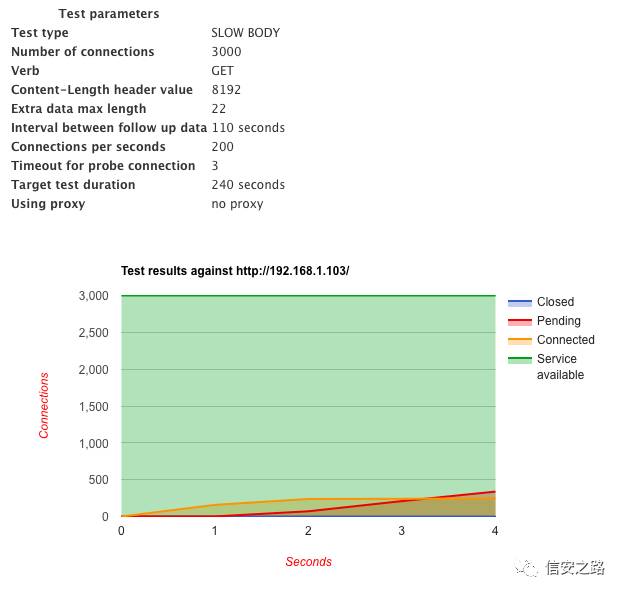 Test parameters
Test type SLOW BODY
Number of connections 3000
Verb GET
Content-Length header value 8192
Extra data max length 22
Interval between follow up data 110 seconds
Connections per seconds 200
Timeout for probe connection 3
Target test duration 240 seconds
Using proxy no proxy
Test results against http://192.168.1.103/
3,000
2,500
2,000
1,500
1,000
500
0
Connections
0 1 2 3 4
Seconds
Closed
Pending
Connected
Service
available
信安之路